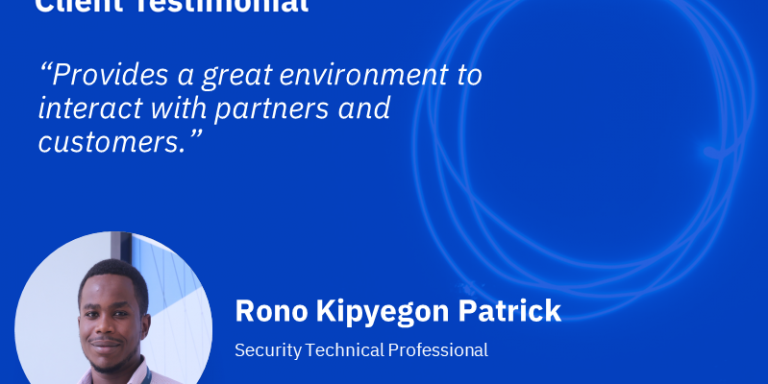 Client Testimonial
“Provides a great environment to
interact with partners and
customers.”
Rono Kipyegon Patrick
Security Technical Professional